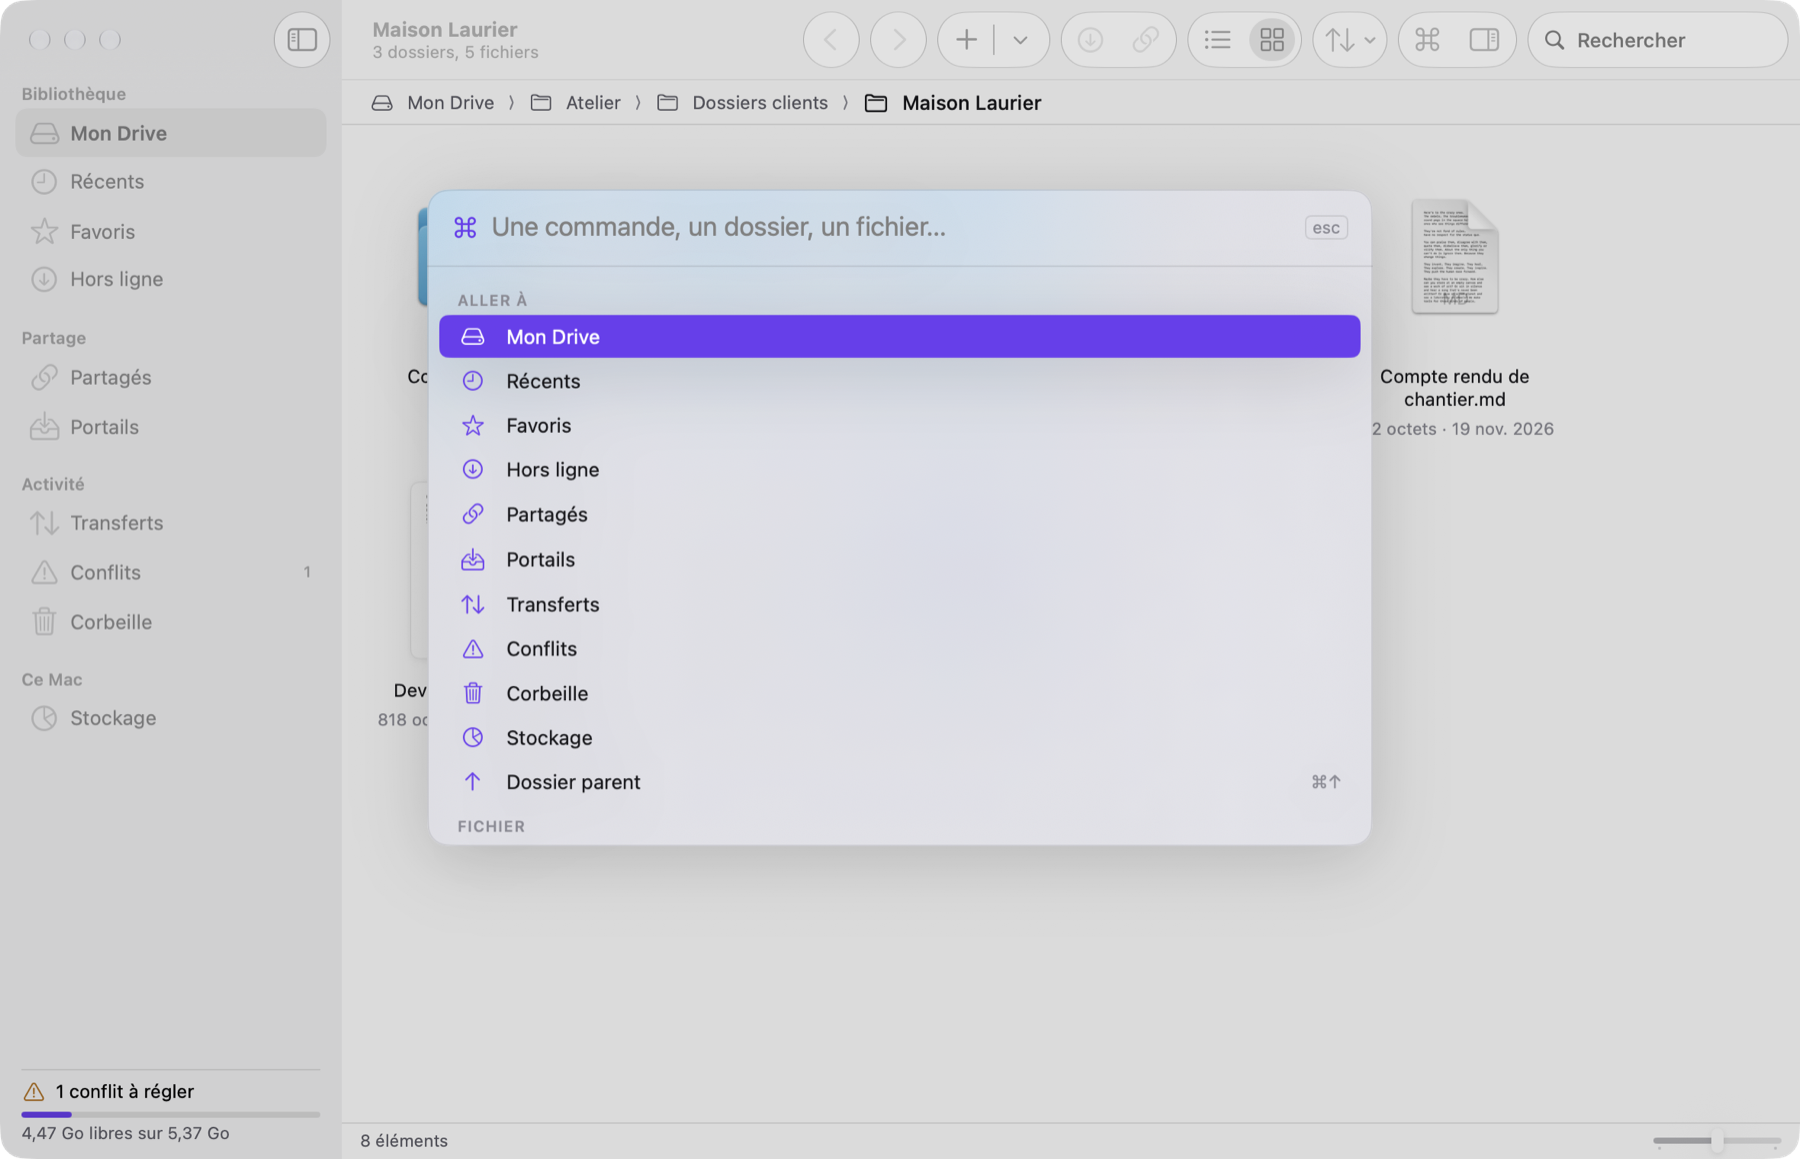 Maison Laurier
3 dossiers, 5 fichiers
Rechercher
Bibliothèque
Mon Drive
Récents
Favoris
Hors ligne
Partage
Partagés
Portails
Activité
Transferts
Conflits
1
Corbeille
Ce Mac
Stockage
1 conflit à régler
4,47 Go libres sur 5,37 Go
Mon Drive 〉 Atelier 〉 Dossiers clients 〉 Maison Laurier
⌘ Une commande, un dossier, un fichier...
esc
ALLER À
Mon Drive
Récents
Favoris
Hors ligne
Partagés
Portails
Transferts
Conflits
Corbeille
Stockage
Dossier parent
⌘↑
FICHIER
Compte rendu de
chantier.md
2 octets · 19 nov. 2026
Dev
818 oc
8 éléments